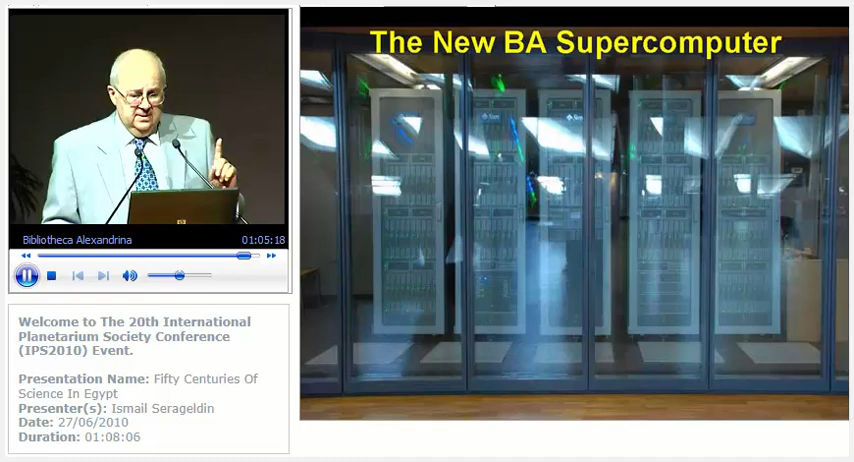 The New BA Supercomputer
Sun
Bibliotheca Alexandrina 01:05:18
Welcome to The 20th International
Planetarium Society Conference
(IPS2010) Event.
Presentation Name: Fifty Centuries Of
Science In Egypt
Presenter(s): Ismail Serageldin
Date: 27/06/2010
Duration: 01:08:06